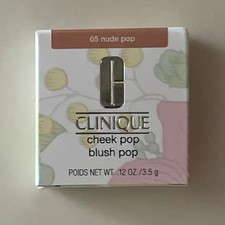 05 nude pop
C
CLINIQUE
cheek pop
blush pop
POIDS NET WT. .12 OZ./3.5 g